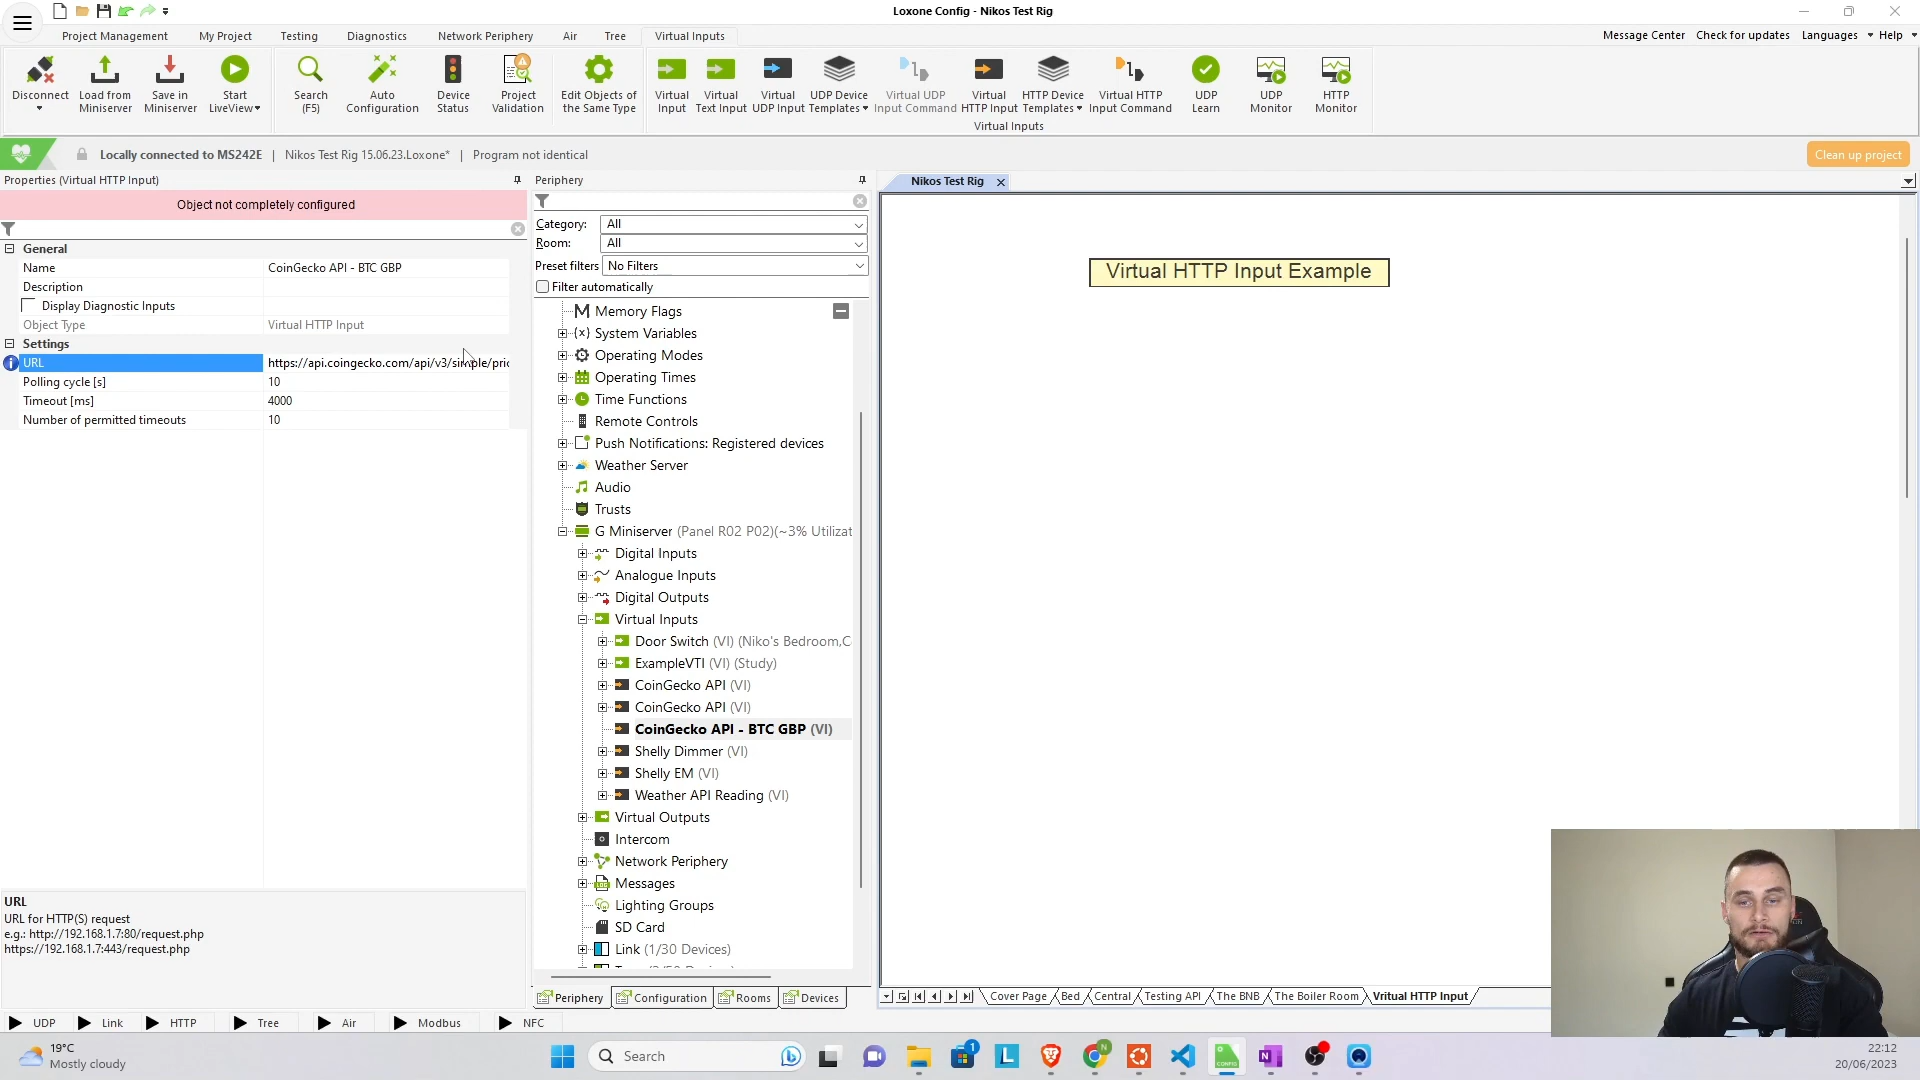 Loxone Config - Nikos Test Rig
Project Management
My Project
Testing
Diagnostics
Network Periphery
Air
Tree
Virtual Inputs
Message Center
Check for updates
Languages
Help
Disconnect
Load from Miniserver
Save in Miniserver
Start LiveView
Search (F5)
Auto Configuration
Device Status
Project Validation
Edit Objects of the Same Type
Virtual Input
Virtual Text Input
Virtual UDP Input
UDP Device Templates
Virtual UDP Input Command
Virtual HTTP Input
HTTP Device Templates
Virtual HTTP Input Command
UDP Learn
UDP Monitor
HTTP Monitor
Virtual Inputs
Locally connected to MS242E | Nikos Test Rig 15.06.23.Loxone* | Program not identical
Clean up project
Properties (Virtual HTTP Input)
Object not completely configured
General
Name CoinGecko API - BTC GBP
Description
Display Diagnostic Inputs
Object Type Virtual HTTP Input
Settings
URL https://api.coingecko.com/api/v3/simple/pric
Polling cycle [s] 10
Timeout [ms] 4000
Number of permitted timeouts 10
URL
URL for HTTP(S) request
e.g.: http://192.168.1.7:80/request.php
https://192.168.1.7:443/request.php
Periphery
Category: All
Room: All
Preset filters No Filters
Filter automatically
Memory Flags
System Variables
Operating Modes
Operating Times
Time Functions
Remote Controls
Push Notifications: Registered devices
Weather Server
Audio
Trusts
G Miniserver (Panel R02 P02)(~3% Utilizat
Digital Inputs
Analogue Inputs
Digital Outputs
Virtual Inputs
Door Switch (VI) (Niko's Bedroom,C
ExampleVTI (VI) (Study)
CoinGecko API (VI)
CoinGecko API (VI)
CoinGecko API - BTC GBP (VI)
Shelly Dimmer (VI)
Shelly EM (VI)
Weather API Reading (VI)
Virtual Outputs
Intercom
Network Periphery
Messages
Lighting Groups
SD Card
Link (1/30 Devices)
Periphery
Configuration
Rooms
Devices
Nikos Test Rig
Virtual HTTP Input Example
Cover Page
Bed
Central
Testing API
The BNB
The Boiler Room
Vritual HTTP Input
UDP
Link
HTTP
Tree
Air
Modbus
NFC
19°C
Mostly cloudy
Search
22:12
20/06/2023